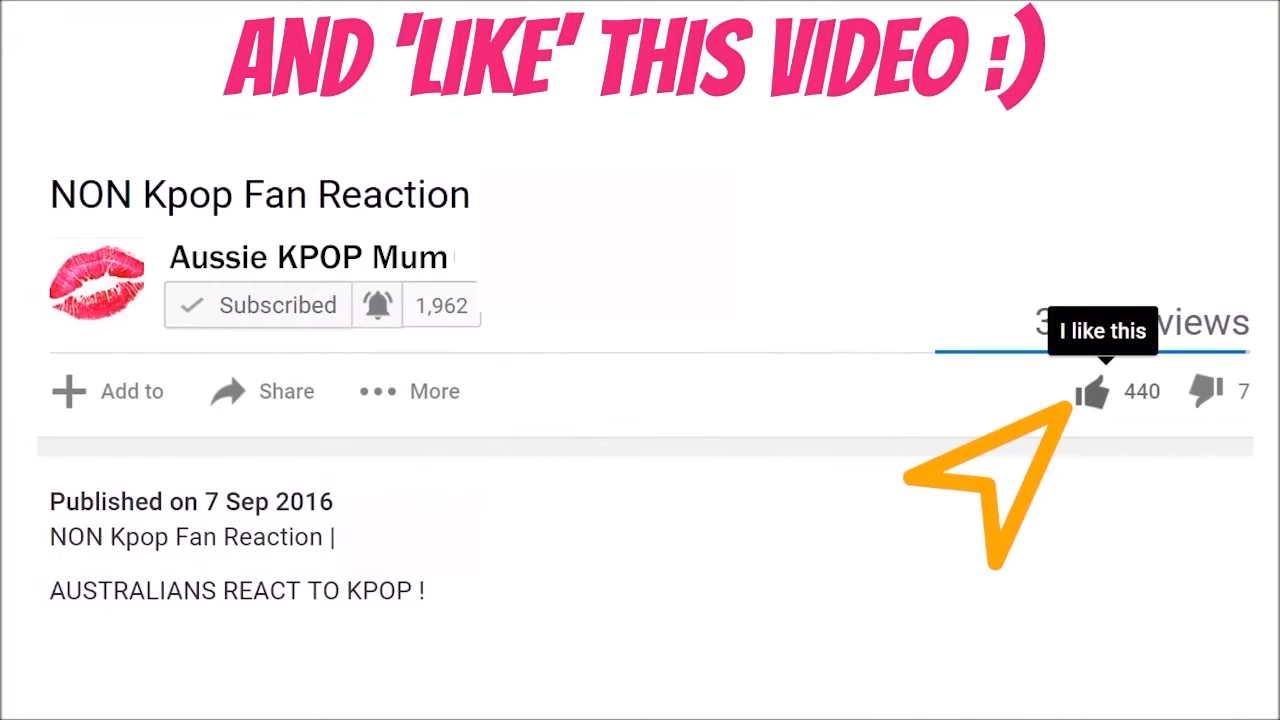 AND 'LIKE' THIS VIDEO :)
NON Kpop Fan Reaction
Aussie KPOP Mum
Subscribed 1,962
views
I like this
Add to Share More 440 7
Published on 7 Sep 2016
NON Kpop Fan Reaction |
AUSTRALIANS REACT TO KPOP !